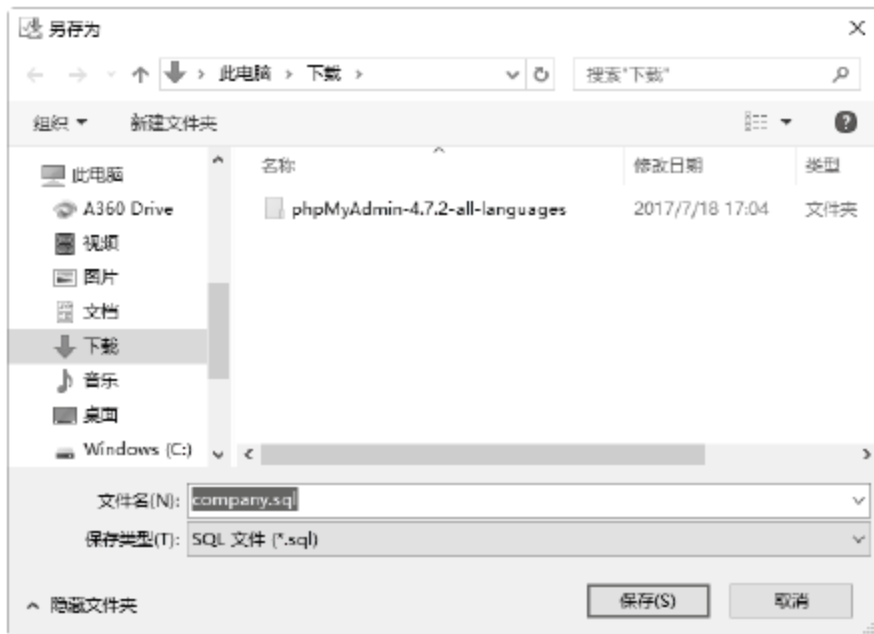 另存为
此电脑 › 下载 ›
搜索"下载"
组织 新建文件夹
名称 修改日期 类型
此电脑
A360 Drive
phpMyAdmin-4.7.2-all-languages 2017/7/18 17:04 文件夹
视频
图片
文档
下载
音乐
桌面
Windows (C:)
文件名(N): company.sql
保存类型(T): SQL 文件 (*.sql)
隐藏文件夹 保存(S) 取消